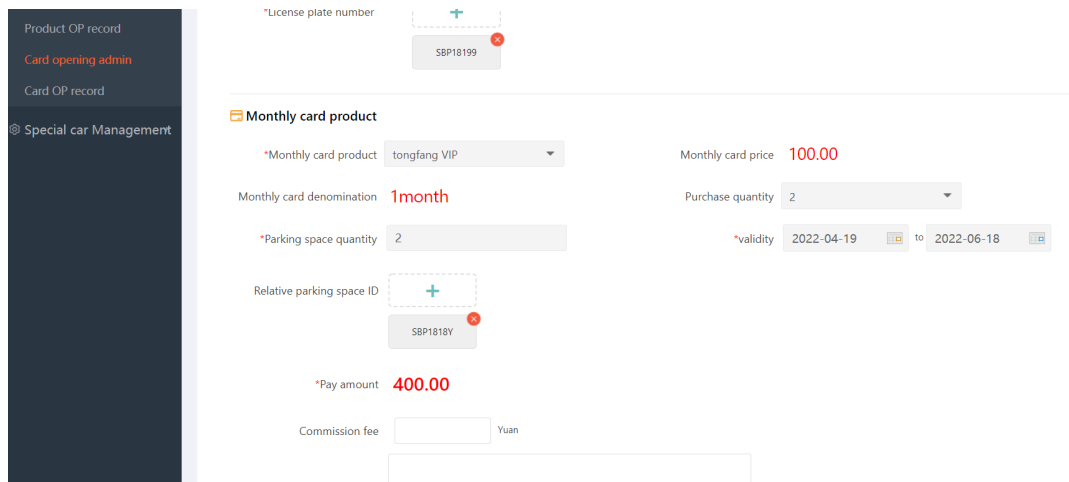 Product OP record
Card opening admin
Card OP record
Special car Management
*License plate number
SBP18199
Monthly card product
*Monthly card product tongfang VIP Monthly card price 100.00
Monthly card denomination 1month Purchase quantity 2
*Parking space quantity 2 *validity 2022-04-19 to 2022-06-18
Relative parking space ID
SBP1818Y
*Pay amount 400.00
Commission fee Yuan